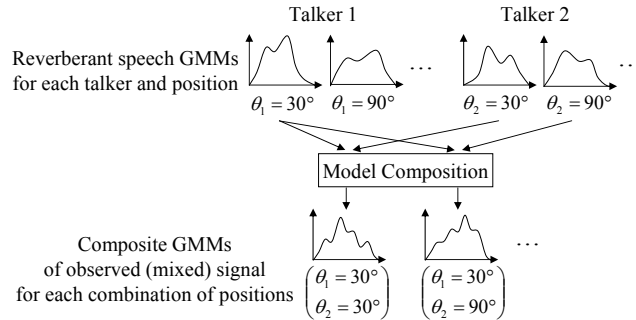 Talker 1
Talker 2
Reverberant speech GMMs
for each talker and position
...
..
θ₁ = 30°
θ₁ = 90°
θ₂ = 30°
θ₂ = 90°
Model Composition
Composite GMMs
of observed (mixed) signal
for each combination of positions
...
(θ₁ = 30°
θ₂ = 30°)
(θ₁ = 30°
θ₂ = 90°)